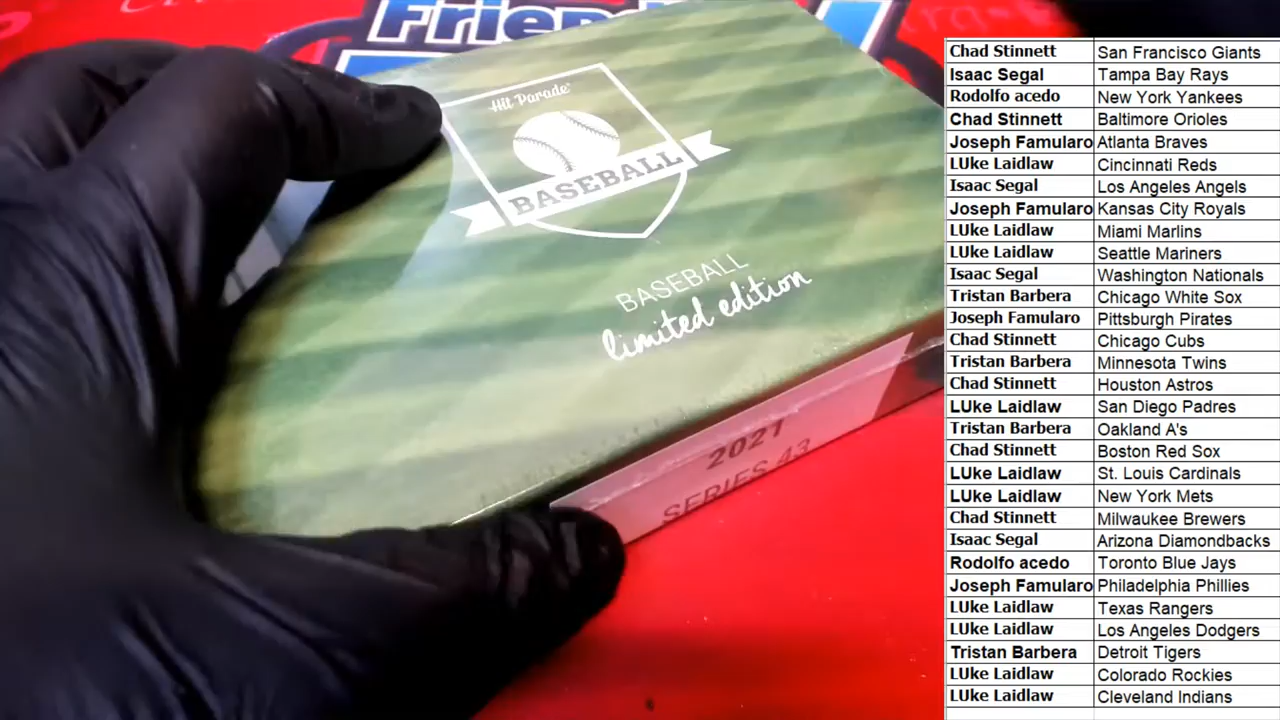 Friend
Hit Parade
BASEBALL
BASEBALL
limited edition
2021
SERIES 43
Chad Stinnett San Francisco Giants
Isaac Segal Tampa Bay Rays
Rodolfo acedo New York Yankees
Chad Stinnett Baltimore Orioles
Joseph Famularo Atlanta Braves
LUke Laidlaw Cincinnati Reds
Isaac Segal Los Angeles Angels
Joseph Famularo Kansas City Royals
LUke Laidlaw Miami Marlins
LUke Laidlaw Seattle Mariners
Isaac Segal Washington Nationals
Tristan Barbera Chicago White Sox
Joseph Famularo Pittsburgh Pirates
Chad Stinnett Chicago Cubs
Tristan Barbera Minnesota Twins
Chad Stinnett Houston Astros
LUke Laidlaw San Diego Padres
Tristan Barbera Oakland A's
Chad Stinnett Boston Red Sox
LUke Laidlaw St. Louis Cardinals
LUke Laidlaw New York Mets
Chad Stinnett Milwaukee Brewers
Isaac Segal Arizona Diamondbacks
Rodolfo acedo Toronto Blue Jays
Joseph Famularo Philadelphia Phillies
LUke Laidlaw Texas Rangers
LUke Laidlaw Los Angeles Dodgers
Tristan Barbera Detroit Tigers
LUke Laidlaw Colorado Rockies
LUke Laidlaw Cleveland Indians